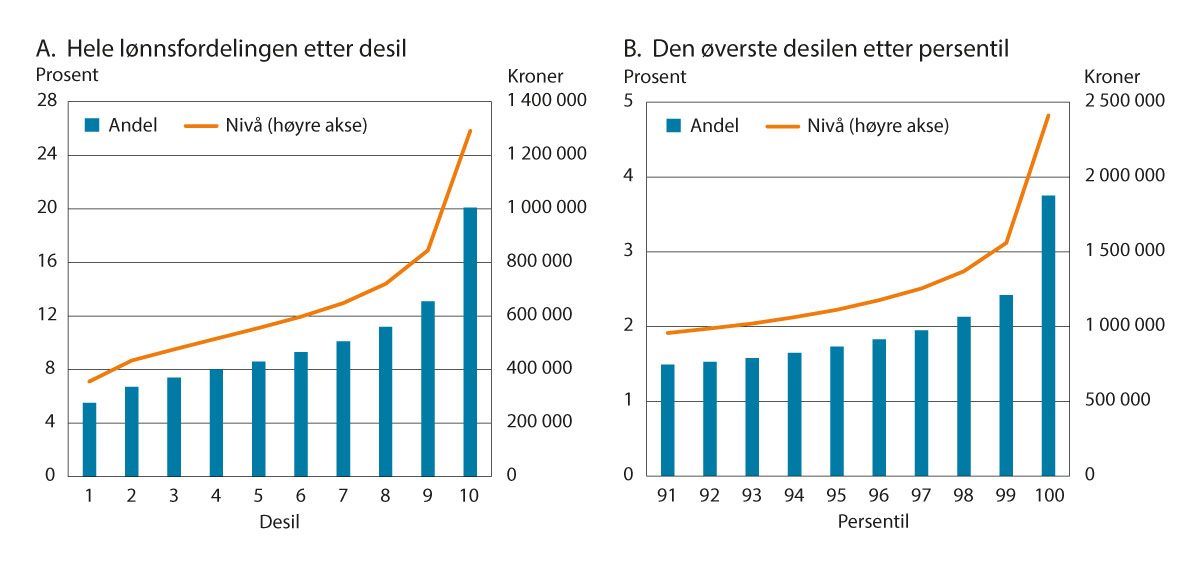 A. Hele lønnsfordelingen etter desil
Prosent
Kroner
28
1 400 000
Andel
Nivå (høyre akse)
24
1 200 000
20
1 000 000
16
800 000
12
600 000
8
400 000
4
200 000
0
0
1 2 3 4 5 6 7 8 9 10
Desil
B. Den øverste desilen etter persentil
Prosent
Kroner
5
2 500 000
Andel
Nivå (høyre akse)
4
2 000 000
3
1 500 000
2
1 000 000
1
500 000
0
0
91 92 93 94 95 96 97 98 99 100
Persentil